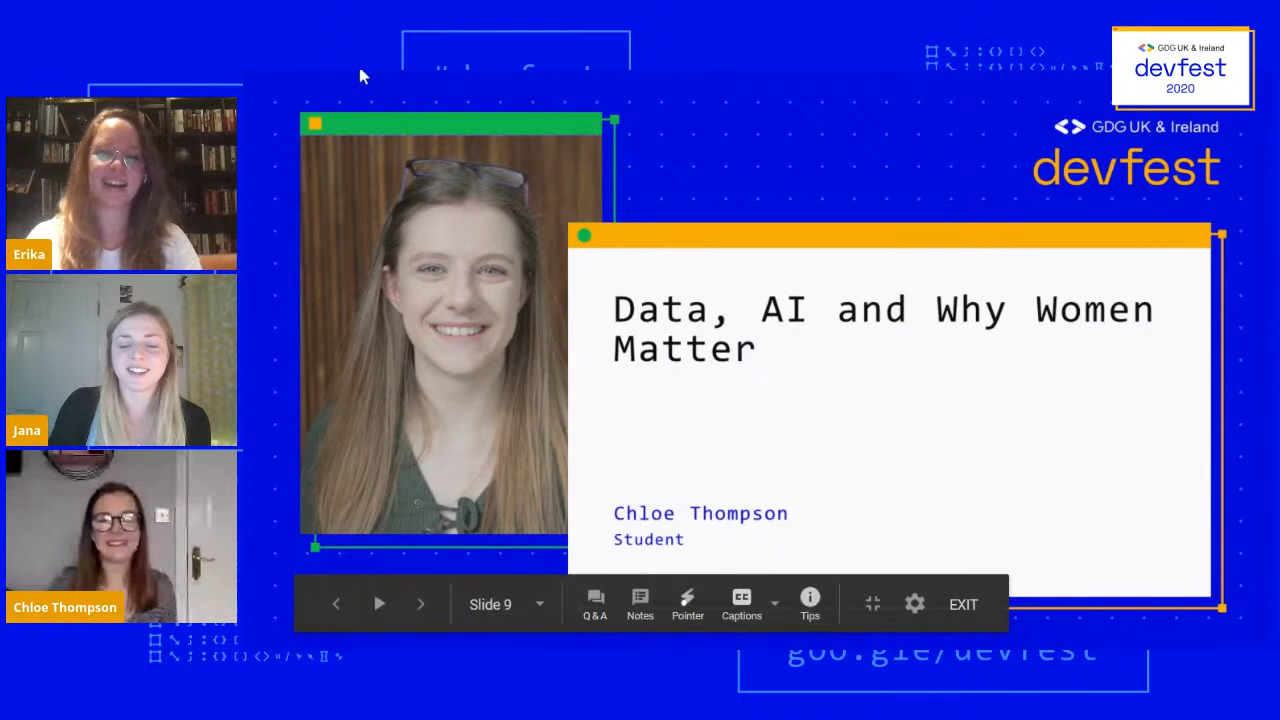 GDG UK & Ireland
devfest
2020
GDG UK & Ireland
devfest
Erika
Jana
Chloe Thompson
Data, AI and Why Women
Matter
Chloe Thompson
Student
Slide 9
Q&A
Notes
Pointer
Captions
Tips
EXIT
goo.gle/devfest